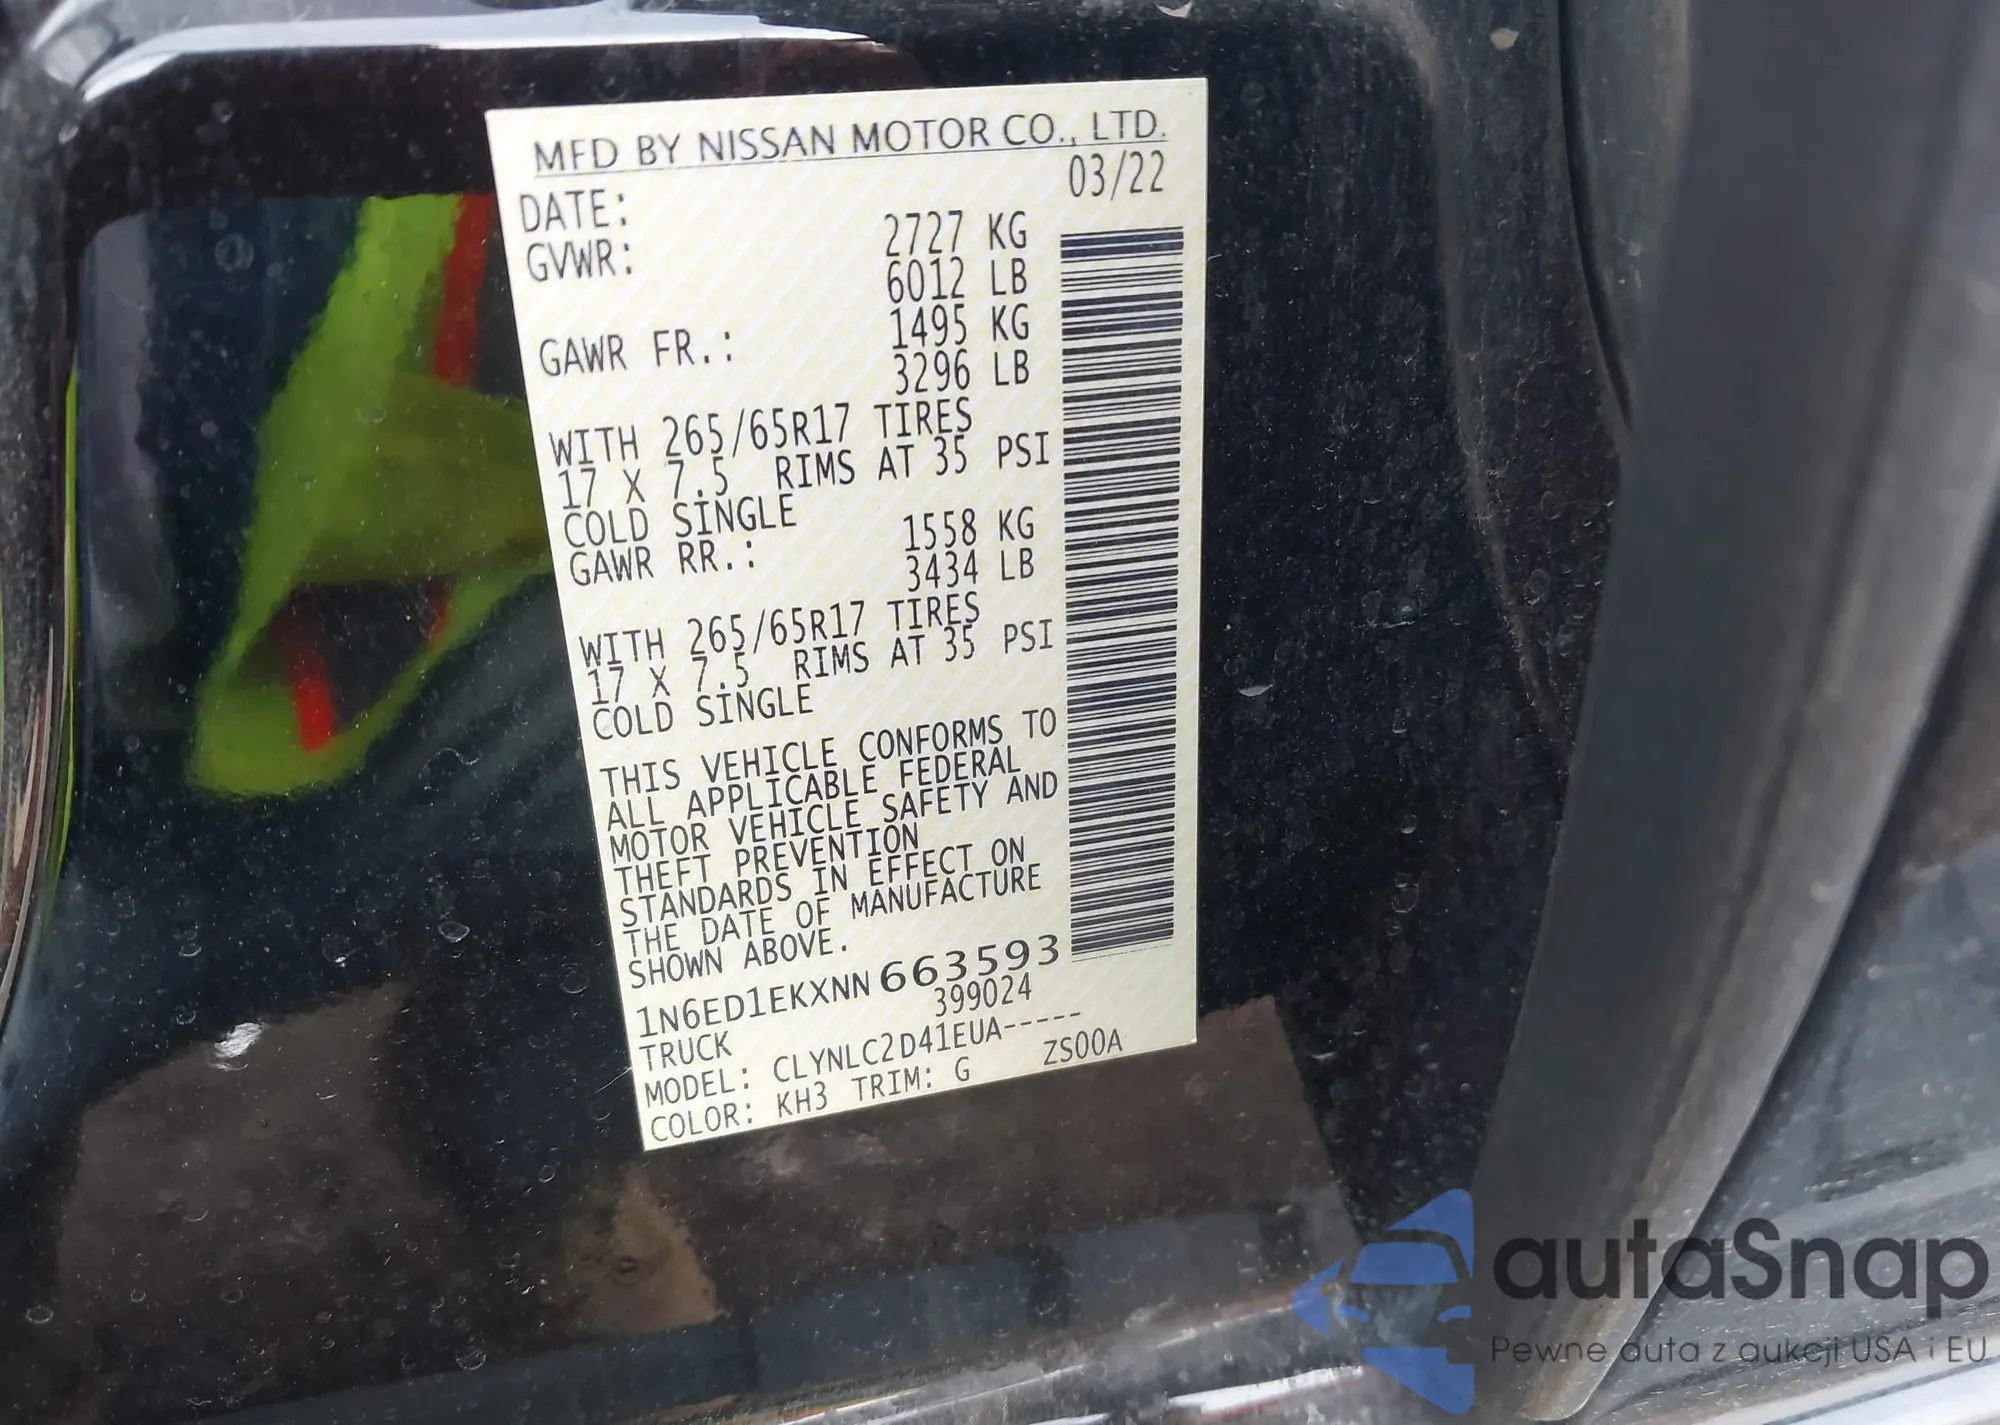 MFD BY NISSAN MOTOR CO., LTD.
DATE: 03/22
GVWR: 2727 KG
6012 LB
GAWR FR.: 1495 KG
3296 LB
WITH 265/65R17 TIRES
17 X 7.5 RIMS AT 35 PSI
COLD SINGLE
GAWR RR.: 1558 KG
3434 LB
WITH 265/65R17 TIRES
17 X 7.5 RIMS AT 35 PSI
COLD SINGLE
THIS VEHICLE CONFORMS TO
ALL APPLICABLE FEDERAL
MOTOR VEHICLE SAFETY AND
THEFT PREVENTION
STANDARDS IN EFFECT ON
THE DATE OF MANUFACTURE
SHOWN ABOVE.
1N6ED1EKXNN663593
TRUCK 399024
MODEL: CLYNLC2D41EUA-----
COLOR: KH3 TRIM: G ZS00A
autaSnap
Pewne auta z aukcji USA i EU